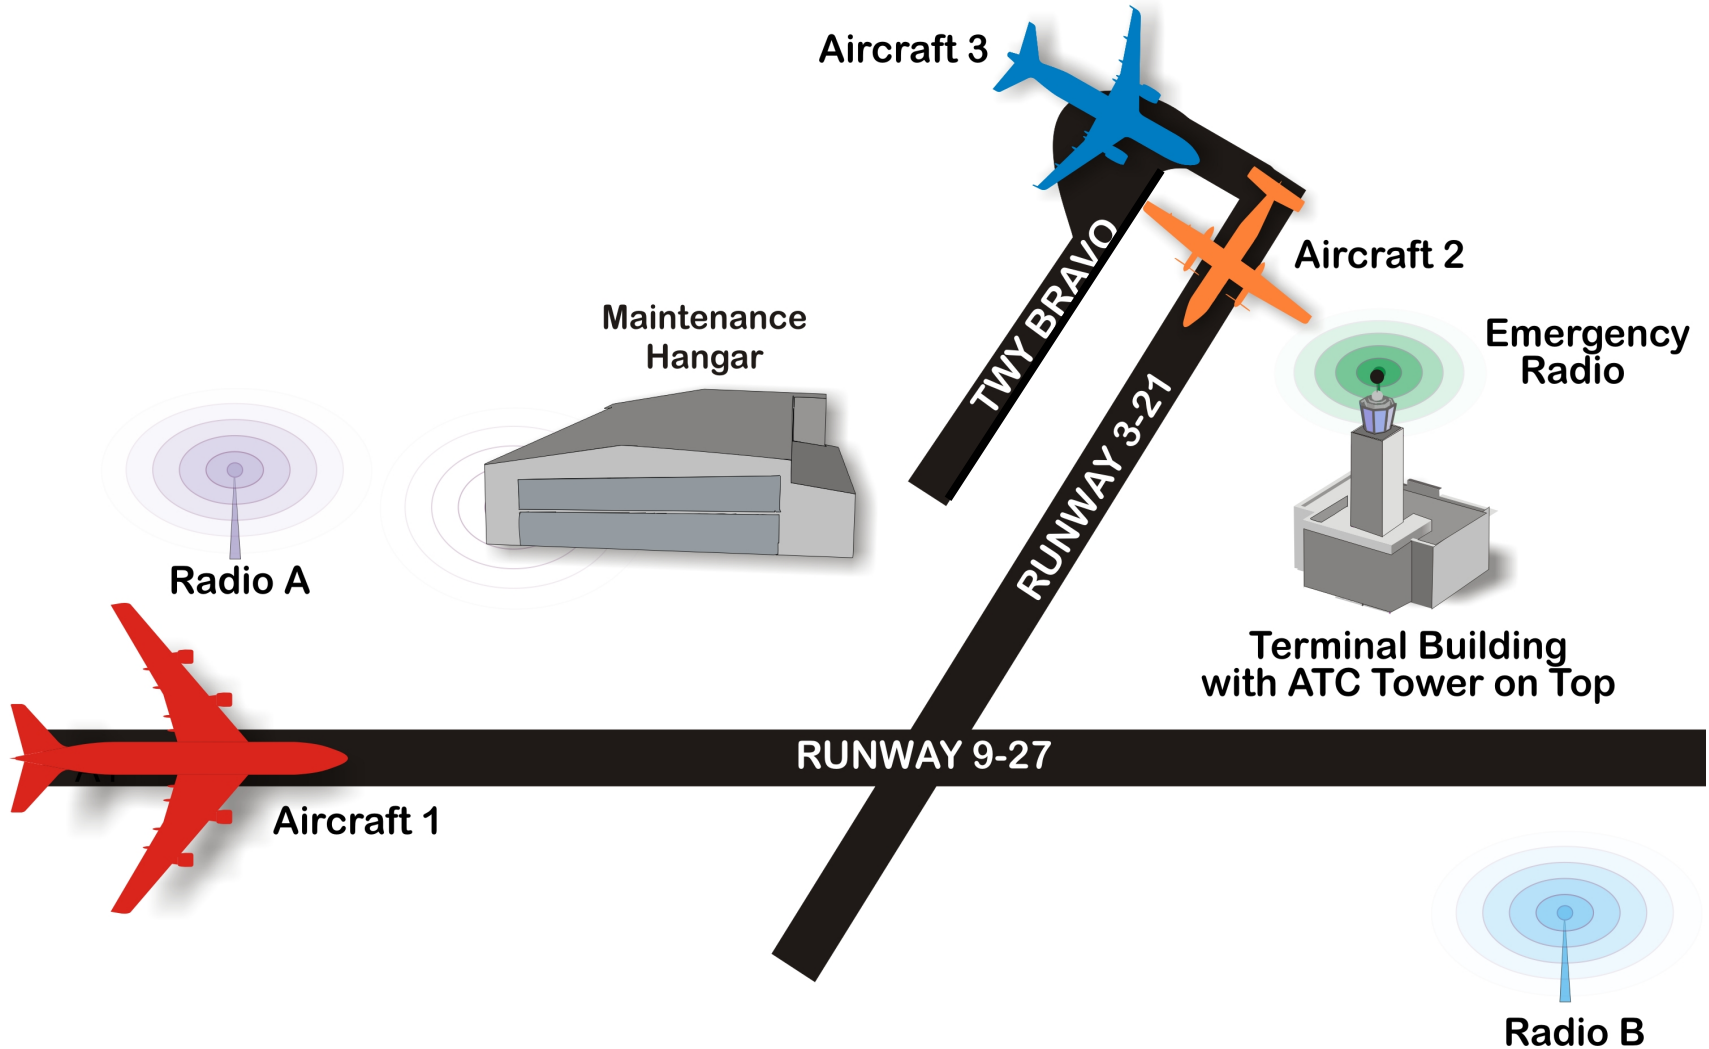 Aircraft 3
Aircraft 2
Emergency
Radio
Maintenance
Hangar
TWY BRAVO
RUNWAY 3-21
Radio A
Terminal Building
with ATC Tower on Top
RUNWAY 9-27
Aircraft 1
Radio B